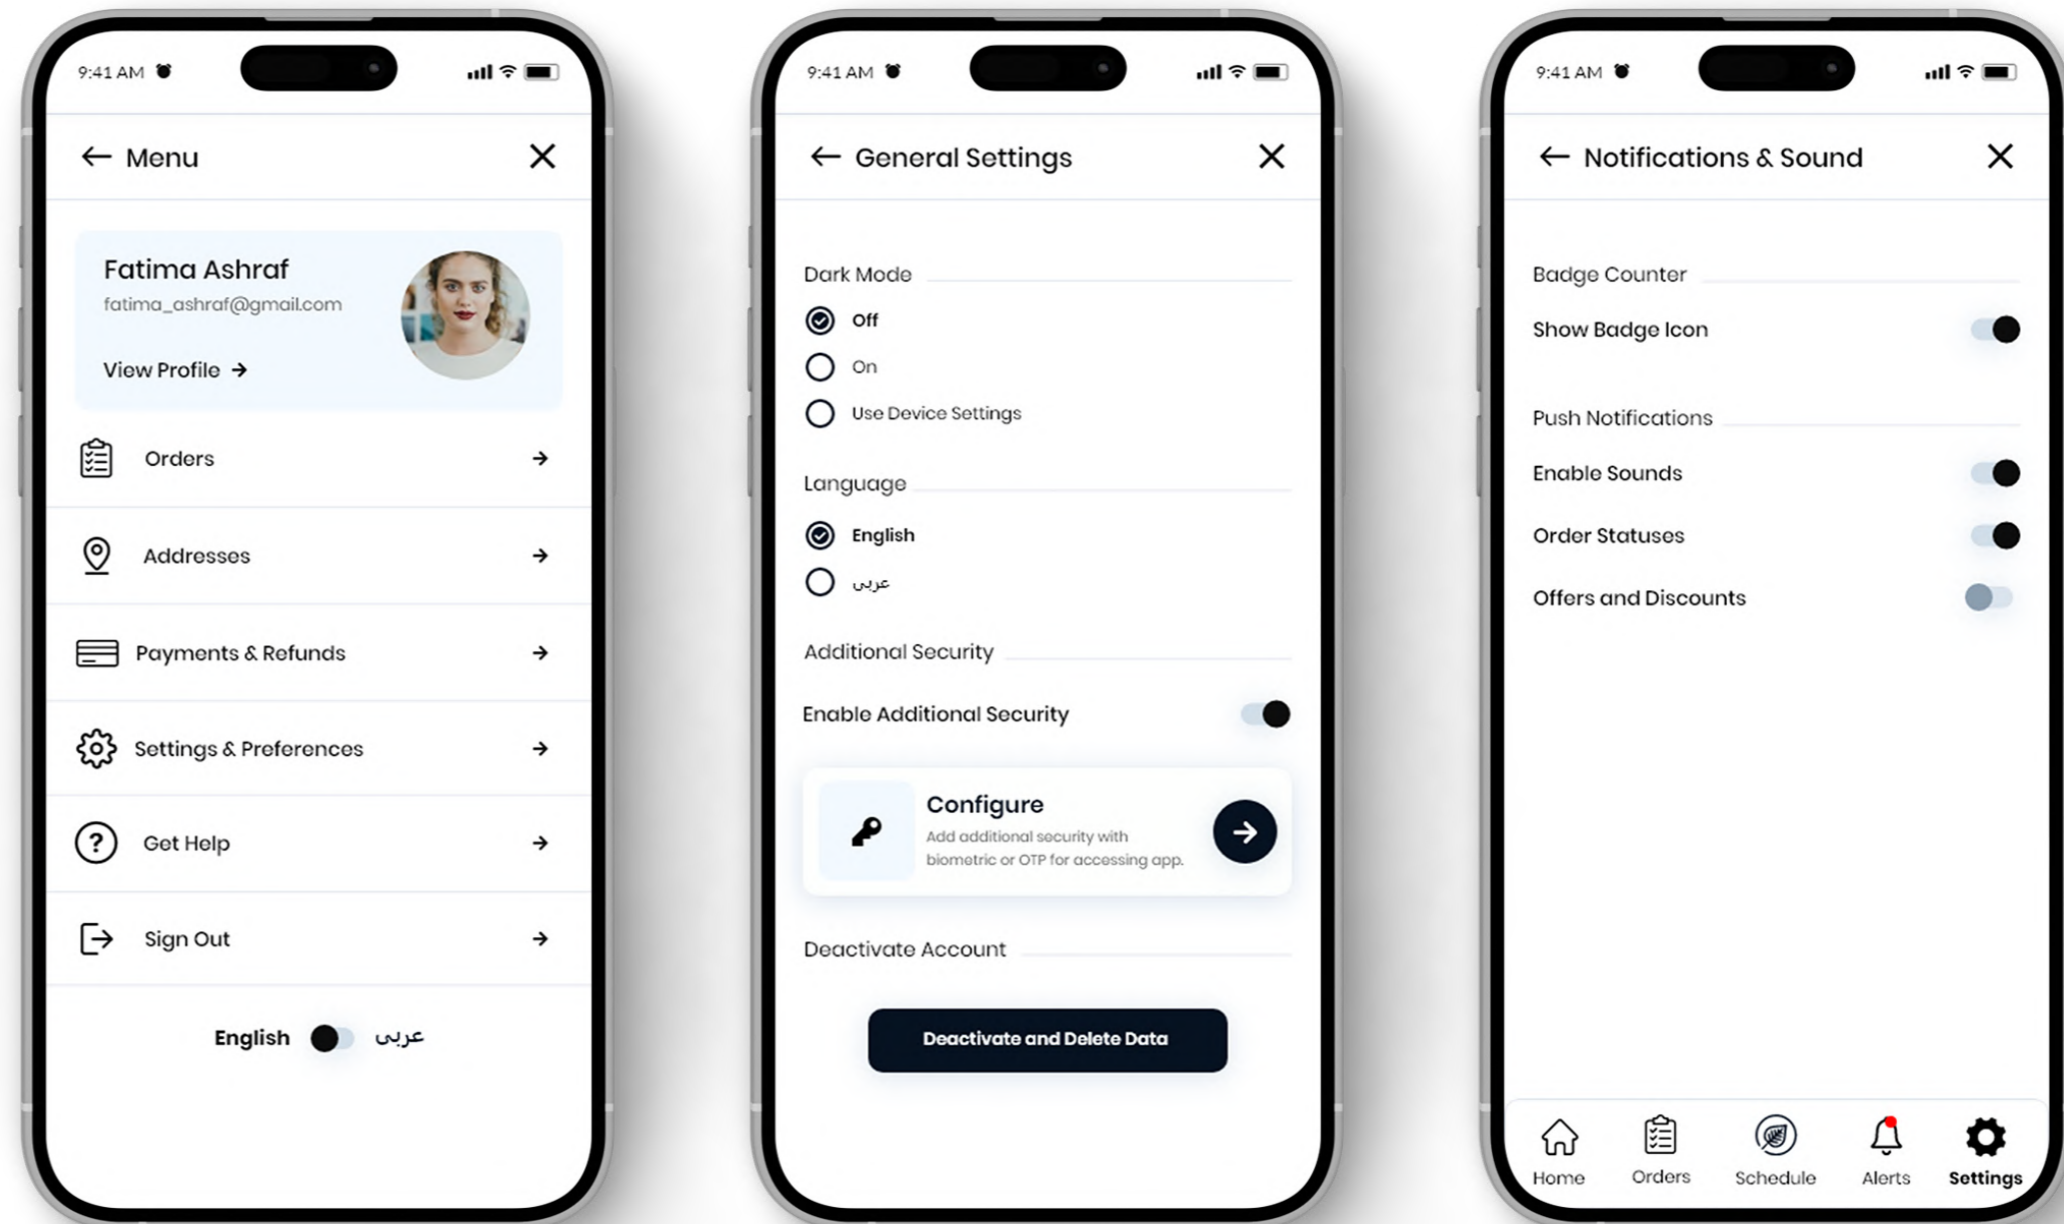 9:41 AM
Menu
Fatima Ashraf
fatima_ashraf@gmail.com
View Profile
Orders
Addresses
Payments & Refunds
Settings & Preferences
Get Help
Sign Out
English عربى
9:41 AM
General Settings
Dark Mode
Off
On
Use Device Settings
Language
English
عربى
Additional Security
Enable Additional Security
Configure
Add additional security with
biometric or OTP for accessing app.
Deactivate Account
Deactivate and Delete Data
9:41 AM
Notifications & Sound
Badge Counter
Show Badge Icon
Push Notifications
Enable Sounds
Order Statuses
Offers and Discounts
Home Orders Schedule Alerts Settings